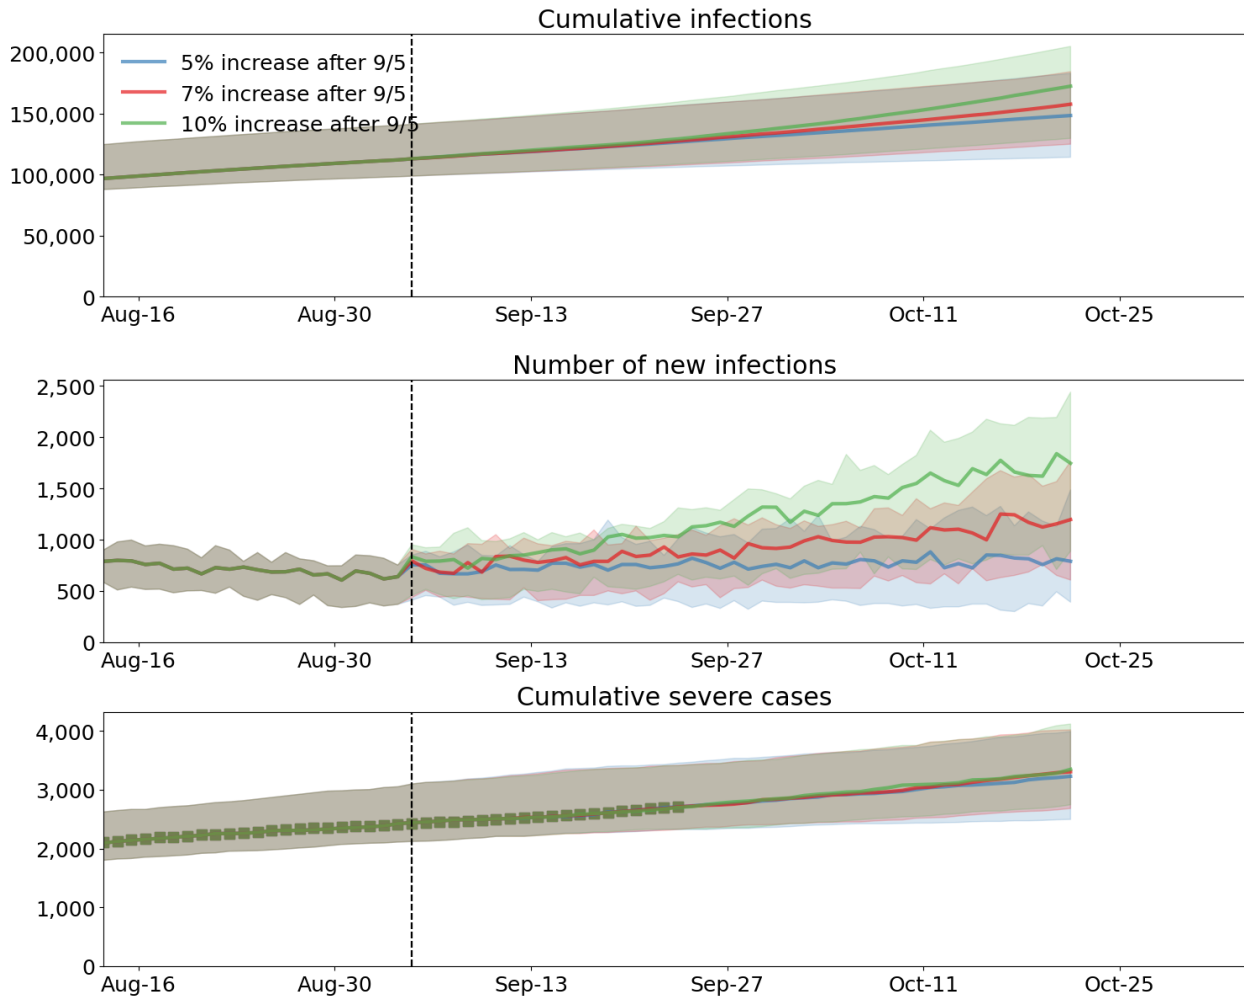 Cumulative infections
200,000
150,000
100,000
50,000
0
5% increase after 9/5
7% increase after 9/5
10% increase after 9/5
Aug-16 Aug-30 Sep-13 Sep-27 Oct-11 Oct-25
Number of new infections
2,500
2,000
1,500
1,000
500
0
Aug-16 Aug-30 Sep-13 Sep-27 Oct-11 Oct-25
Cumulative severe cases
4,000
3,000
2,000
1,000
0
Aug-16 Aug-30 Sep-13 Sep-27 Oct-11 Oct-25